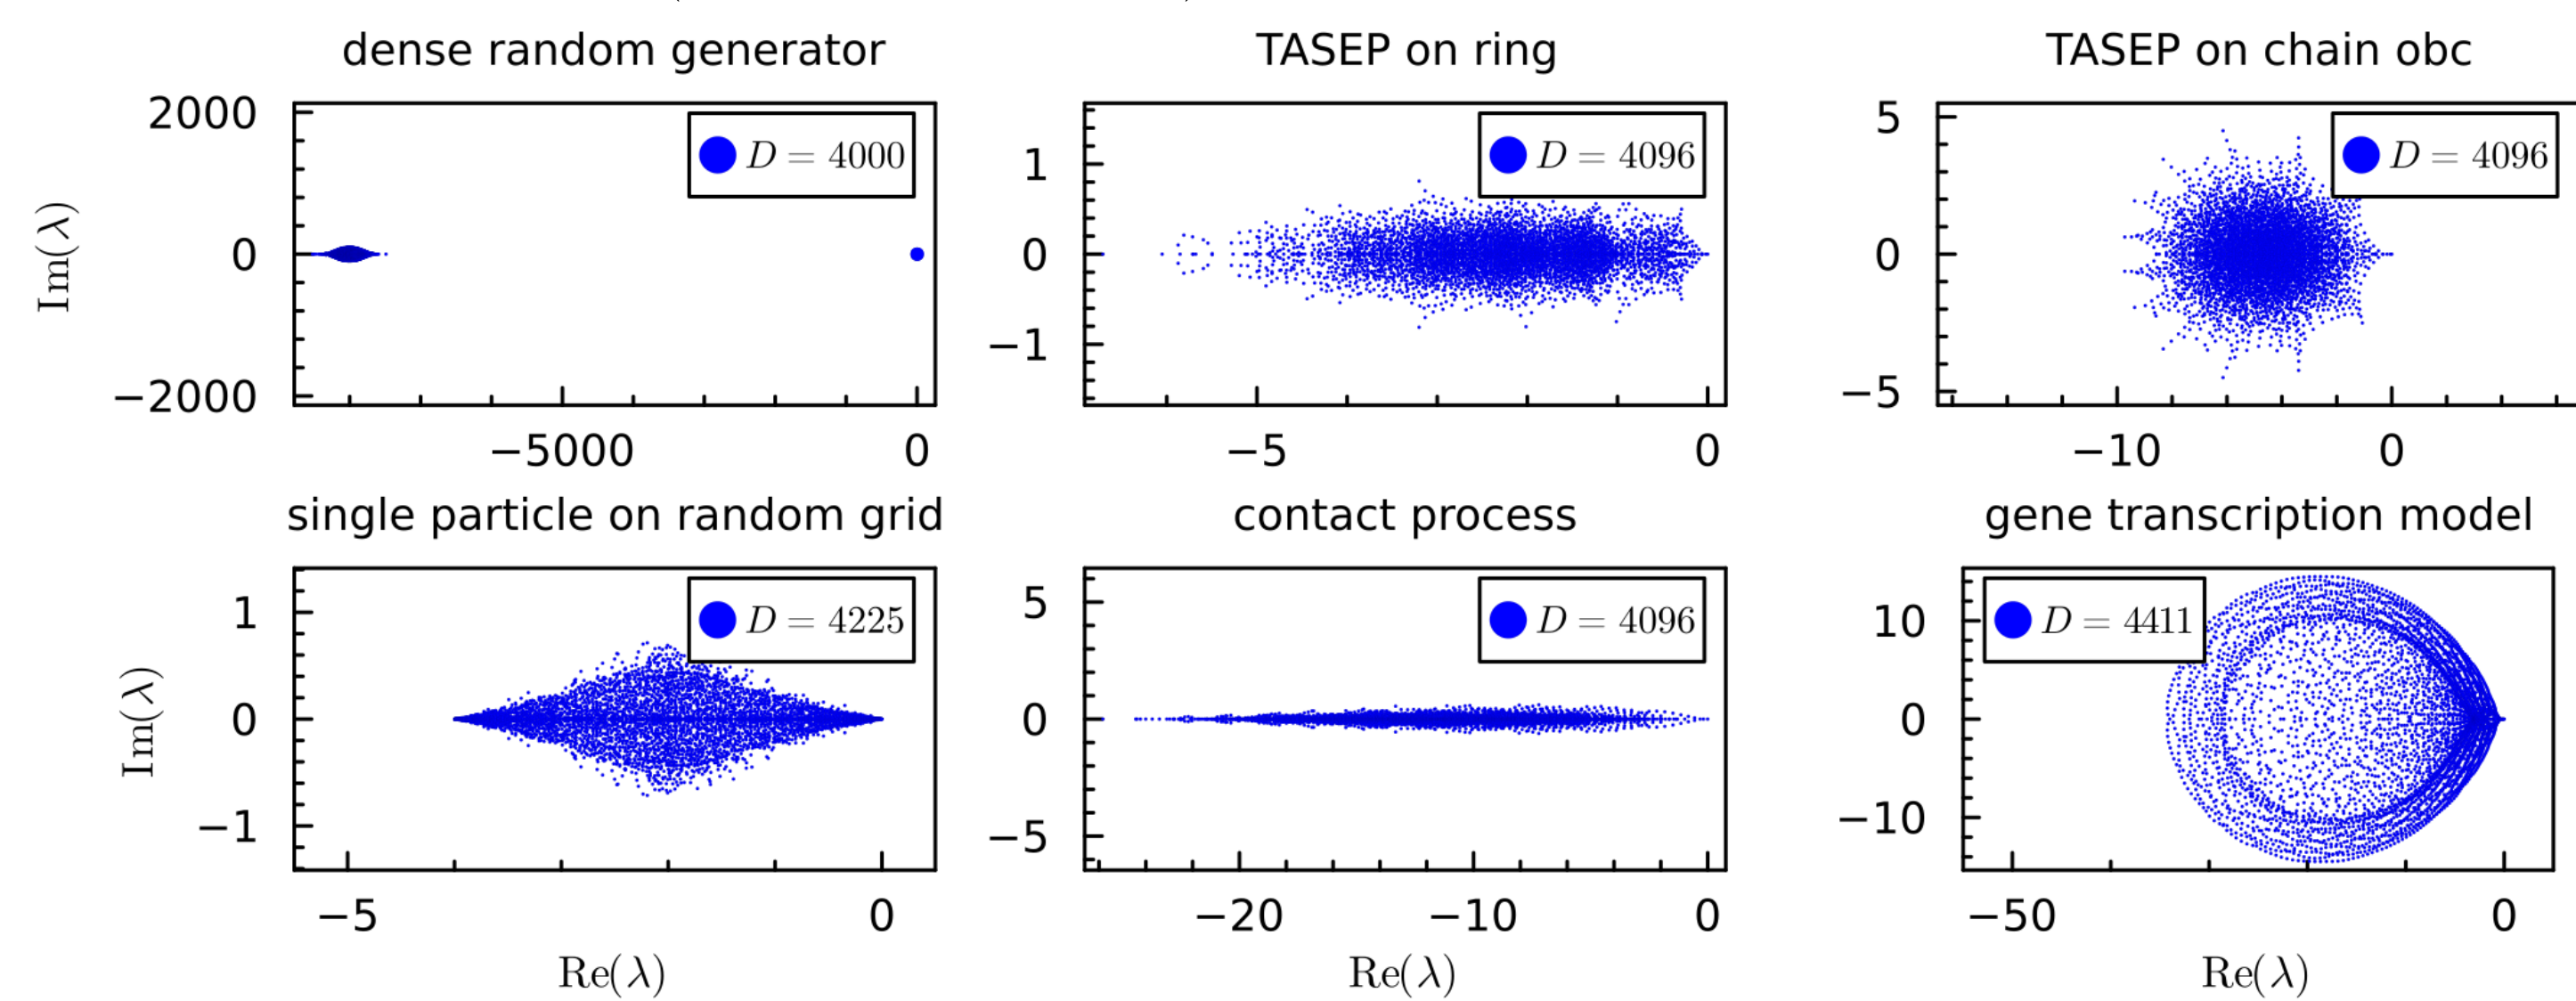 dense random generator
TASEP on ring
TASEP on chain obc
2000
0
−2000
−5000
0
Im(λ)
D = 4000
1
0
−1
−5
0
D = 4096
5
0
−5
−10
0
D = 4096
single particle on random grid
contact process
gene transcription model
1
0
−1
−5
0
Im(λ)
Re(λ)
D = 4225
5
0
−5
−20
−10
0
Re(λ)
D = 4096
10
0
−10
−50
0
Re(λ)
D = 4411